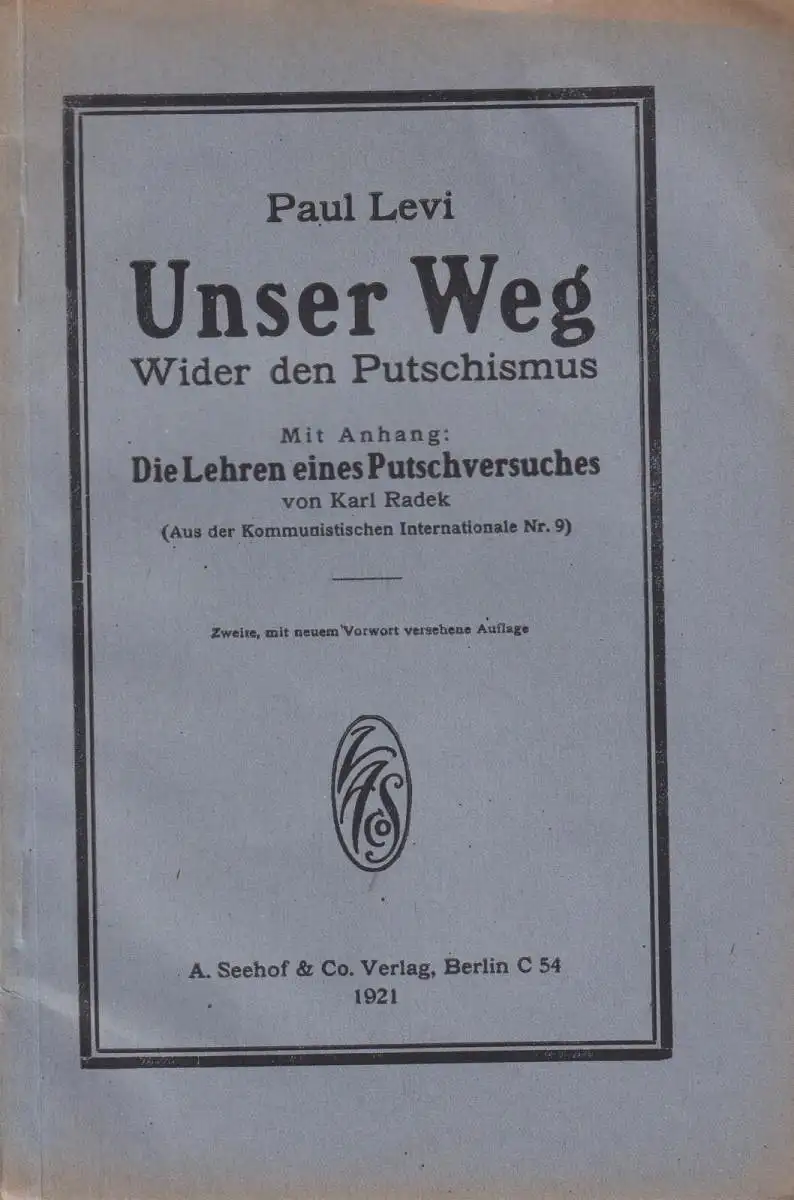 Paul Levi
Unser Weg
Wider den Putschismus
Mit Anhang:
Die Lehren eines Putschversuches
von Karl Radek
(Aus der Kommunistischen Internationale Nr. 9)
Zweite, mit neuem Vorwort versehene Auflage
A. Seehof & Co. Verlag, Berlin C 54
1921